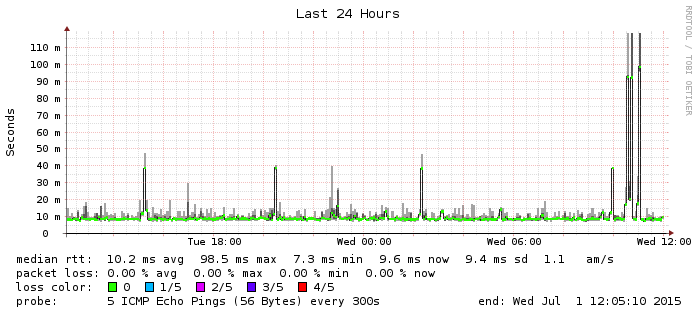 Last 24 Hours
RRDTOOL / TOBI OETIKER
Seconds
110 m
100 m
90 m
80 m
70 m
60 m
50 m
40 m
30 m
20 m
10 m
0
Tue 18:00 Wed 00:00 Wed 06:00 Wed 12:00
median rtt: 10.2 ms avg 98.5 ms max 7.3 ms min 9.6 ms now 9.4 ms sd 1.1 am/s
packet loss: 0.00 % avg 0.00 % max 0.00 % min 0.00 % now
loss color: 0 1/5 2/5 3/5 4/5
probe: 5 ICMP Echo Pings (56 Bytes) every 300s end: Wed Jul 1 12:05:10 2015